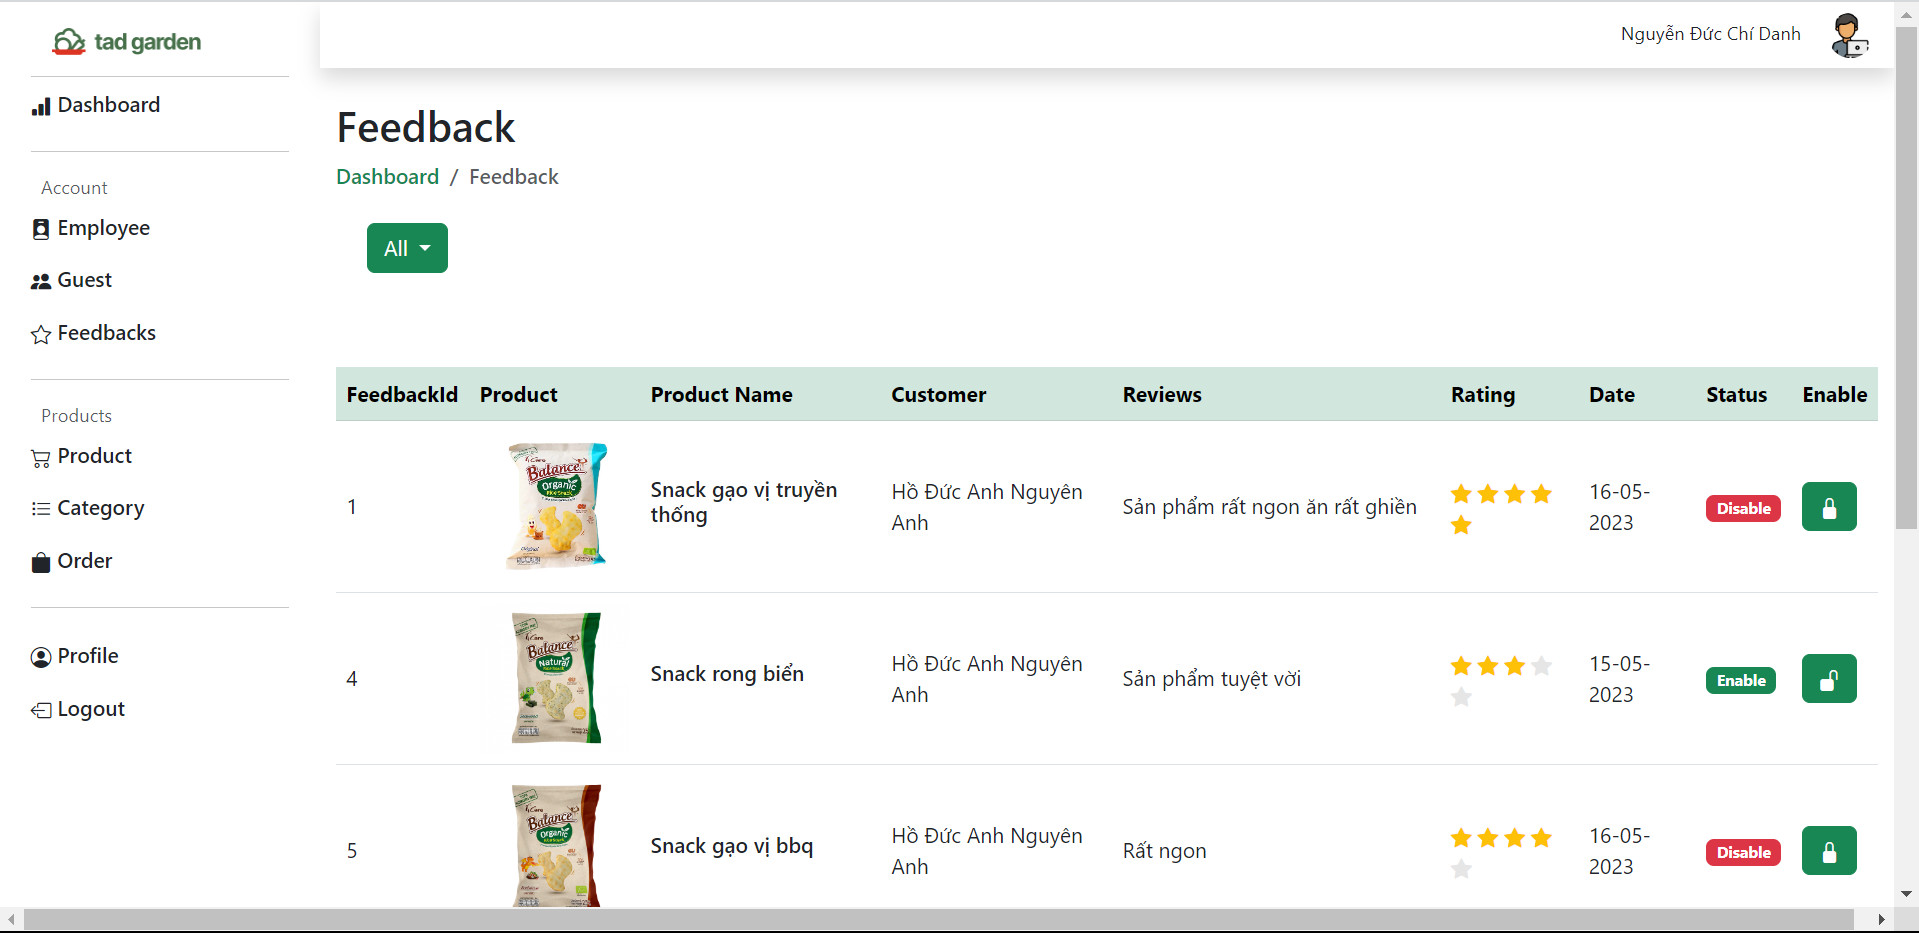 tad garden
Nguyễn Đức Chí Danh
Dashboard
Account
Employee
Guest
Feedbacks
Products
Product
Category
Order
Profile
Logout
Feedback
Dashboard / Feedback
All
FeedbackId Product Product Name Customer Reviews Rating Date Status Enable
1
Balance
Organic
Snack gạo vị truyền
thống
Hồ Đức Anh Nguyên
Anh
Sản phẩm rất ngon ăn rất ghiền
16-05-
2023
Disable
4
Balance
Natural
Snack rong biển
Hồ Đức Anh Nguyên
Anh
Sản phẩm tuyệt vời
15-05-
2023
Enable
5
Balance
Organic
Snack gạo vị bbq
Hồ Đức Anh Nguyên
Anh
Rất ngon
16-05-
2023
Disable